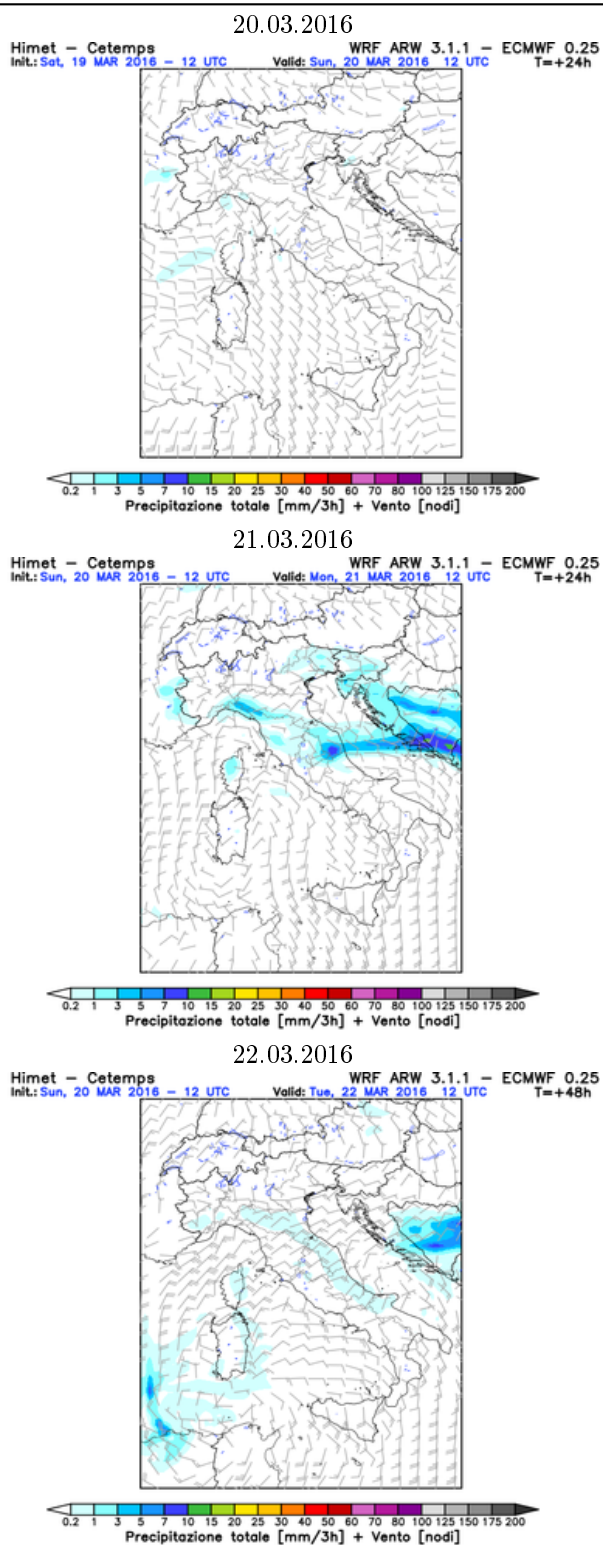 20.03.2016
Himet − Cetemps WRF ARW 3.1.1 − ECMWF 0.25
Init.: Sat, 19 MAR 2016 − 12 UTC Valid: Sun, 20 MAR 2016 12 UTC T=+24h
0.2 1 3 5 7 10 15 20 25 30 40 50 60 70 80 100 125 150 175 200
Precipitazione totale [mm/3h] + Vento [nodi]
21.03.2016
Himet − Cetemps WRF ARW 3.1.1 − ECMWF 0.25
Init.: Sun, 20 MAR 2016 − 12 UTC Valid: Mon, 21 MAR 2016 12 UTC T=+24h
0.2 1 3 5 7 10 15 20 25 30 40 50 60 70 80 100 125 150 175 200
Precipitazione totale [mm/3h] + Vento [nodi]
22.03.2016
Himet − Cetemps WRF ARW 3.1.1 − ECMWF 0.25
Init.: Sun, 20 MAR 2016 − 12 UTC Valid: Tue, 22 MAR 2016 12 UTC T=+48h
0.2 1 3 5 7 10 15 20 25 30 40 50 60 70 80 100 125 150 175 200
Precipitazione totale [mm/3h] + Vento [nodi]